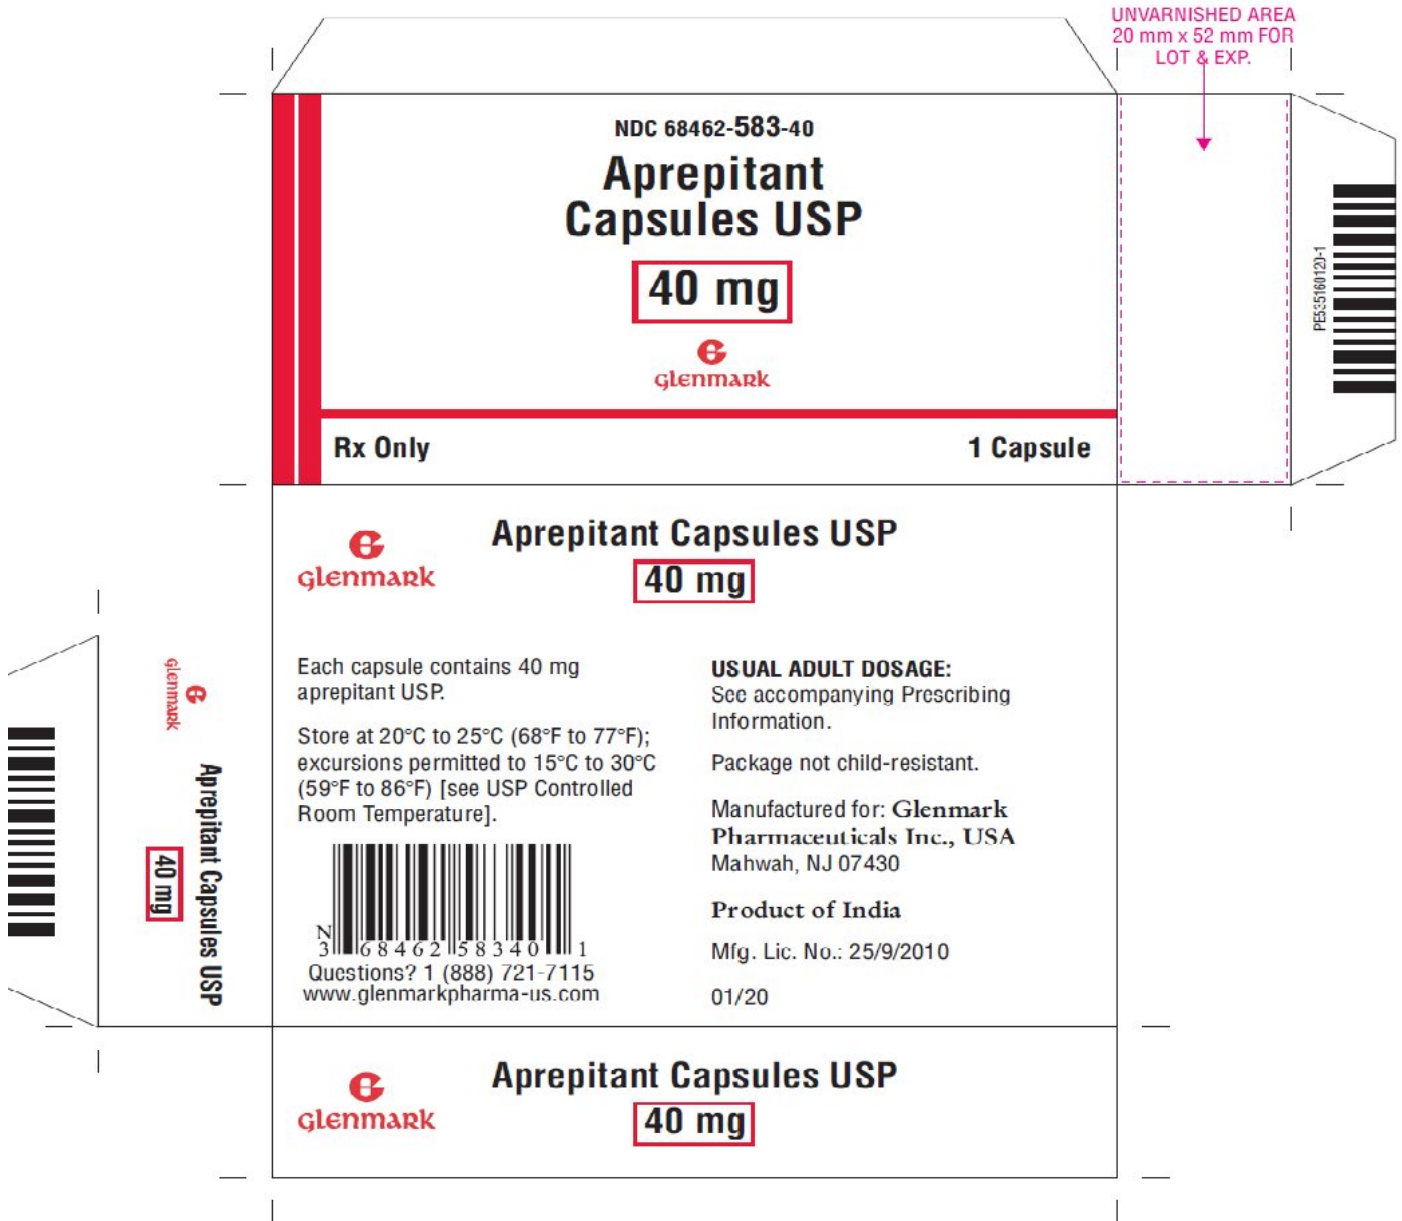 UNVARNISHED AREA
20 mm x 52 mm FOR
LOT & EXP.
NDC 68462-583-40
Aprepitant
Capsules USP
40 mg
glenmark
Rx Only
1 Capsule
PE535160120-1
glenmark
Aprepitant Capsules USP
40 mg
glenmark
Aprepitant Capsules USP
40 mg
Each capsule contains 40 mg
aprepitant USP.
Store at 20°C to 25°C (68°F to 77°F);
excursions permitted to 15°C to 30°C
(59°F to 86°F) [see USP Controlled
Room Temperature].
N
3 68462 58340 1
Questions? 1 (888) 721-7115
www.glenmarkpharma-us.com
USUAL ADULT DOSAGE:
See accompanying Prescribing
Information.
Package not child-resistant.
Manufactured for: Glenmark
Pharmaceuticals Inc., USA
Mahwah, NJ 07430
Product of India
Mfg. Lic. No.: 25/9/2010
01/20
glenmark
Aprepitant Capsules USP
40 mg